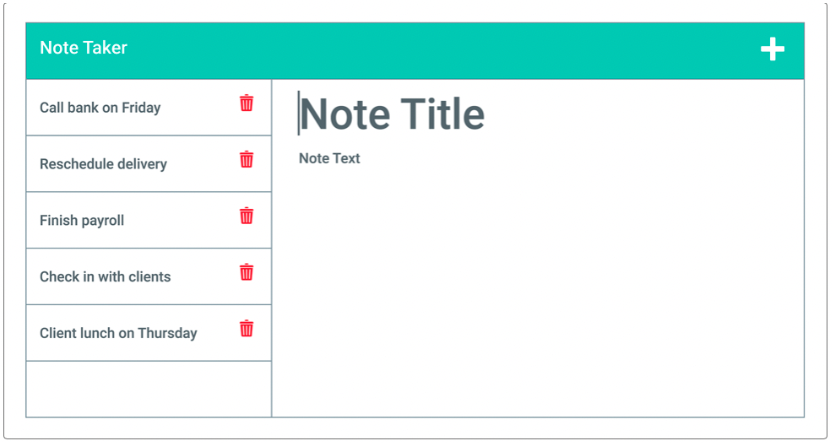 Note Taker
Call bank on Friday
Reschedule delivery
Finish payroll
Check in with clients
Client lunch on Thursday
Note Title
Note Text